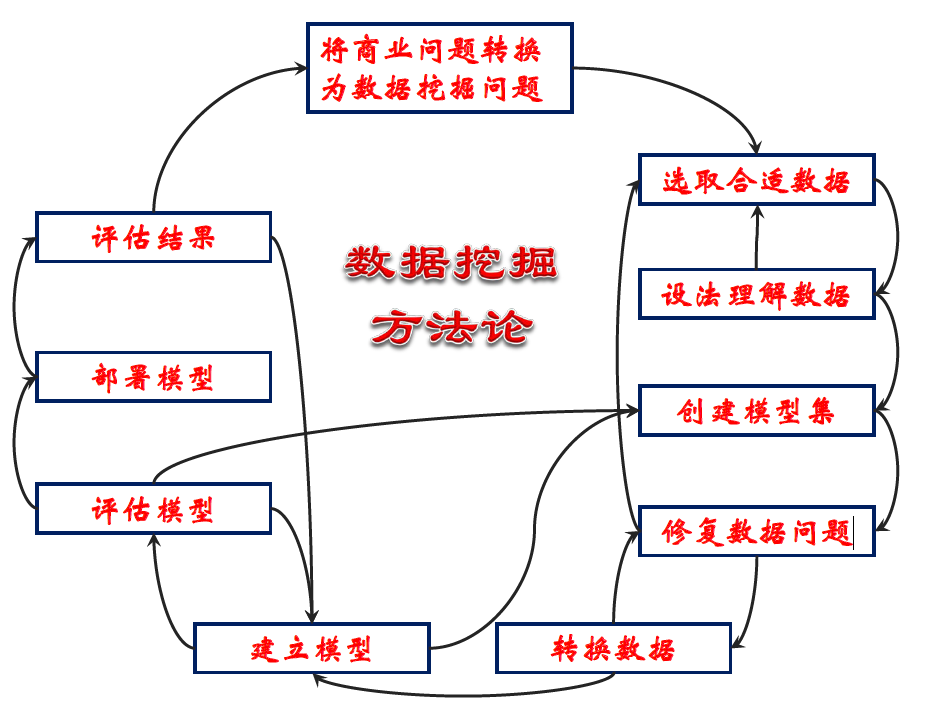 将商业问题转换
为数据挖掘问题
选取合适数据
评估结果
数据挖掘
方法论
设法理解数据
部署模型
创建模型集
评估模型
修复数据问题
建立模型
转换数据